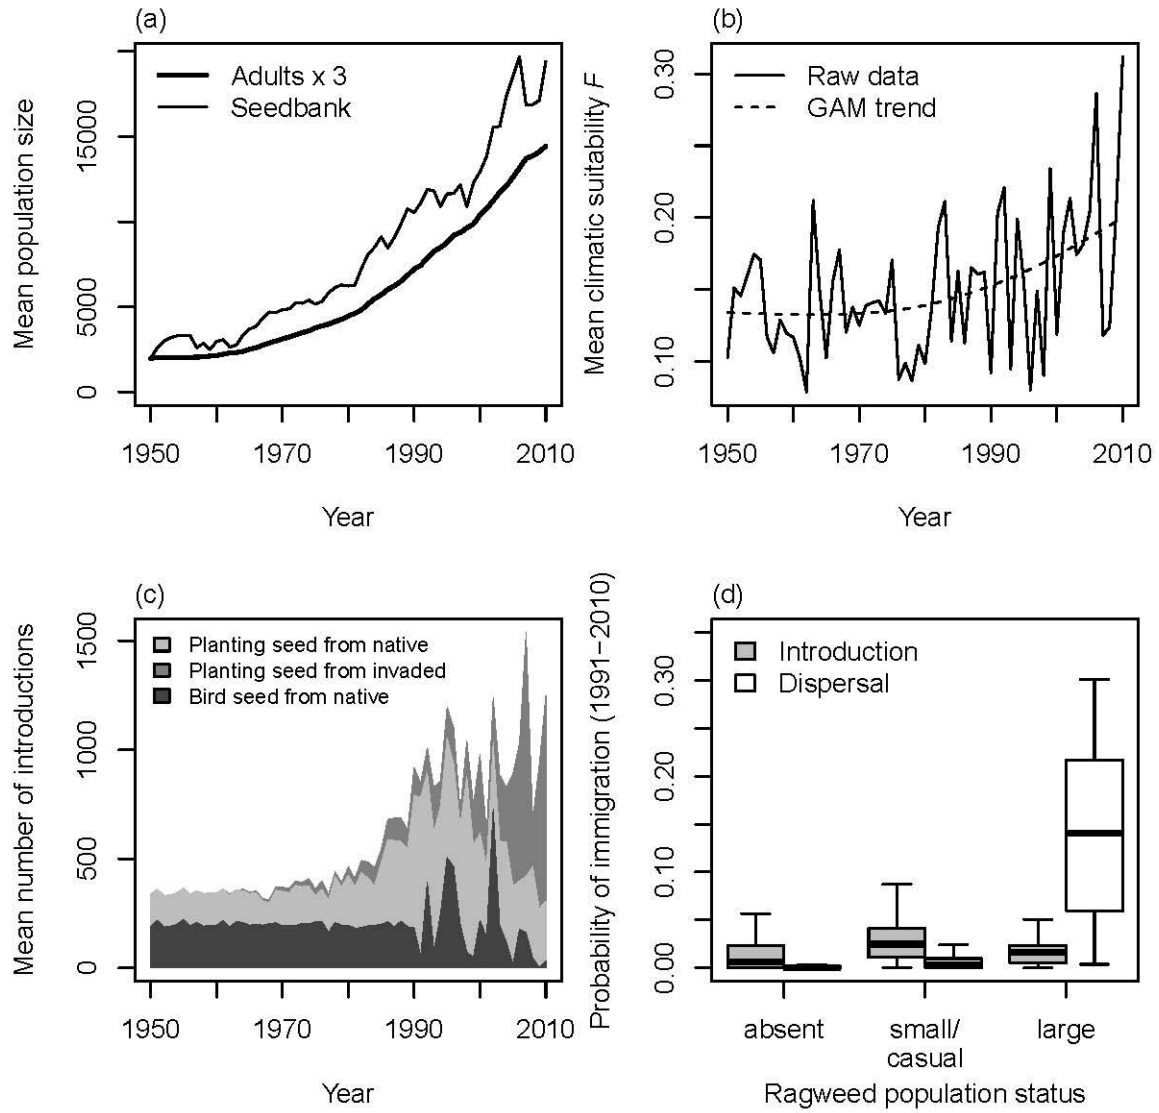 (a)
Mean population size
15000
5000
0
Adults x 3
Seedbank
1950
1970
1990
2010
Year
(b)
Mean climatic suitability F
0.30
0.20
0.10
Raw data
GAM trend
1950
1970
1990
2010
Year
(c)
Mean number of introductions
1500
1000
500
0
Planting seed from native
Planting seed from invaded
Bird seed from native
1950
1970
1990
2010
Year
(d)
Probability of immigration (1991–2010)
0.30
0.20
0.10
0.00
Introduction
Dispersal
absent
small/
casual
large
Ragweed population status